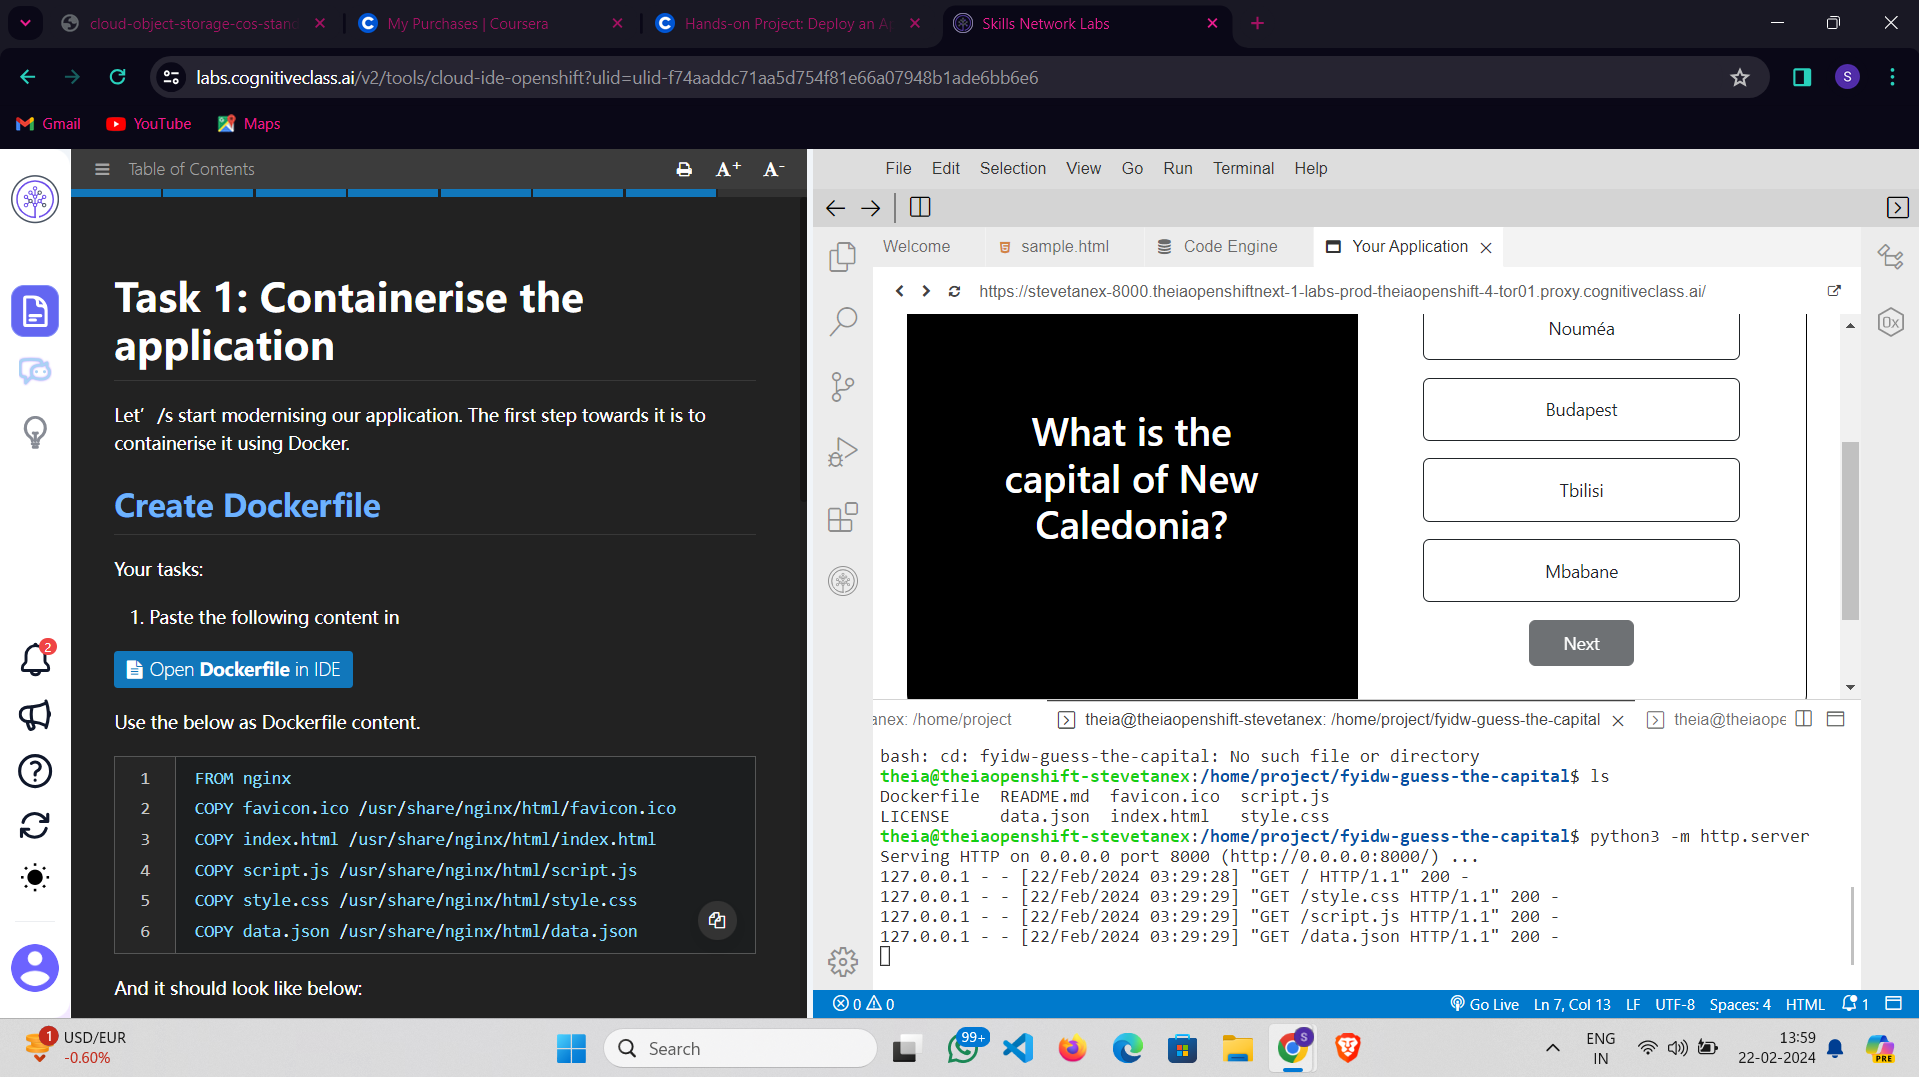 cloud-object-storage-cos-stand
My Purchases | Coursera
Hands-on Project: Deploy an Ap
Skills Network Labs
labs.cognitiveclass.ai/v2/tools/cloud-ide-openshift?ulid=ulid-f74aaddc71aa5d754f81e66a07948b1ade6bb6e6
S
Gmail
YouTube
Maps
Table of Contents
A+
A-
Task 1: Containerise the
application
Let’ /s start modernising our application. The first step towards it is to
containerise it using Docker.
Create Dockerfile
Your tasks:
1. Paste the following content in
Open Dockerfile in IDE
Use the below as Dockerfile content.
1 FROM nginx
2 COPY favicon.ico /usr/share/nginx/html/favicon.ico
3 COPY index.html /usr/share/nginx/html/index.html
4 COPY script.js /usr/share/nginx/html/script.js
5 COPY style.css /usr/share/nginx/html/style.css
6 COPY data.json /usr/share/nginx/html/data.json
And it should look like below:
2
File Edit Selection View Go Run Terminal Help
Welcome
sample.html
Code Engine
Your Application
https://stevetanex-8000.theiaopenshiftnext-1-labs-prod-theiaopenshift-4-tor01.proxy.cognitiveclass.ai/
0x
What is the
capital of New
Caledonia?
Nouméa
Budapest
Tbilisi
Mbabane
Next
anex: /home/project
theia@theiaopenshift-stevetanex: /home/project/fyidw-guess-the-capital
theia@theiaope
bash: cd: fyidw-guess-the-capital: No such file or directory
theia@theiaopenshift-stevetanex:/home/project/fyidw-guess-the-capital$ ls
Dockerfile README.md favicon.ico script.js
LICENSE data.json index.html style.css
theia@theiaopenshift-stevetanex:/home/project/fyidw-guess-the-capital$ python3 -m http.server
Serving HTTP on 0.0.0.0 port 8000 (http://0.0.0.0:8000/) ...
127.0.0.1 - - [22/Feb/2024 03:29:28] "GET / HTTP/1.1" 200 -
127.0.0.1 - - [22/Feb/2024 03:29:29] "GET /style.css HTTP/1.1" 200 -
127.0.0.1 - - [22/Feb/2024 03:29:29] "GET /script.js HTTP/1.1" 200 -
127.0.0.1 - - [22/Feb/2024 03:29:29] "GET /data.json HTTP/1.1" 200 -
0 0
Go Live Ln 7, Col 13 LF UTF-8 Spaces: 4 HTML 1
1
USD/EUR
-0.60%
Search
99+
S
ENG
IN
13:59
22-02-2024
PRE